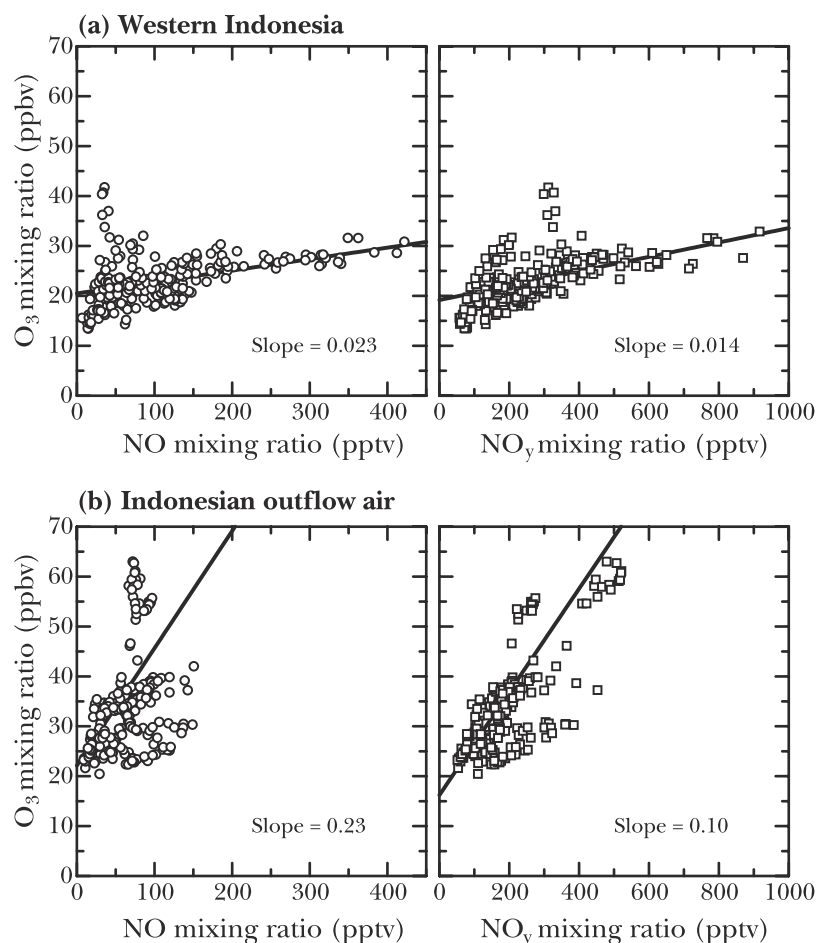 (a) Western Indonesia
70
60
50
40
30
20
10
0
O₃ mixing ratio (ppbv)
Slope = 0.023
Slope = 0.014
0 100 200 300 400
0 200 400 600 800 1000
NO mixing ratio (pptv)
NOy mixing ratio (pptv)
(b) Indonesian outflow air
70
60
50
40
30
20
10
0
O₃ mixing ratio (ppbv)
Slope = 0.23
Slope = 0.10
0 100 200 300 400
0 200 400 600 800 1000
NO mixing ratio (pptv)
NOy mixing ratio (pptv)